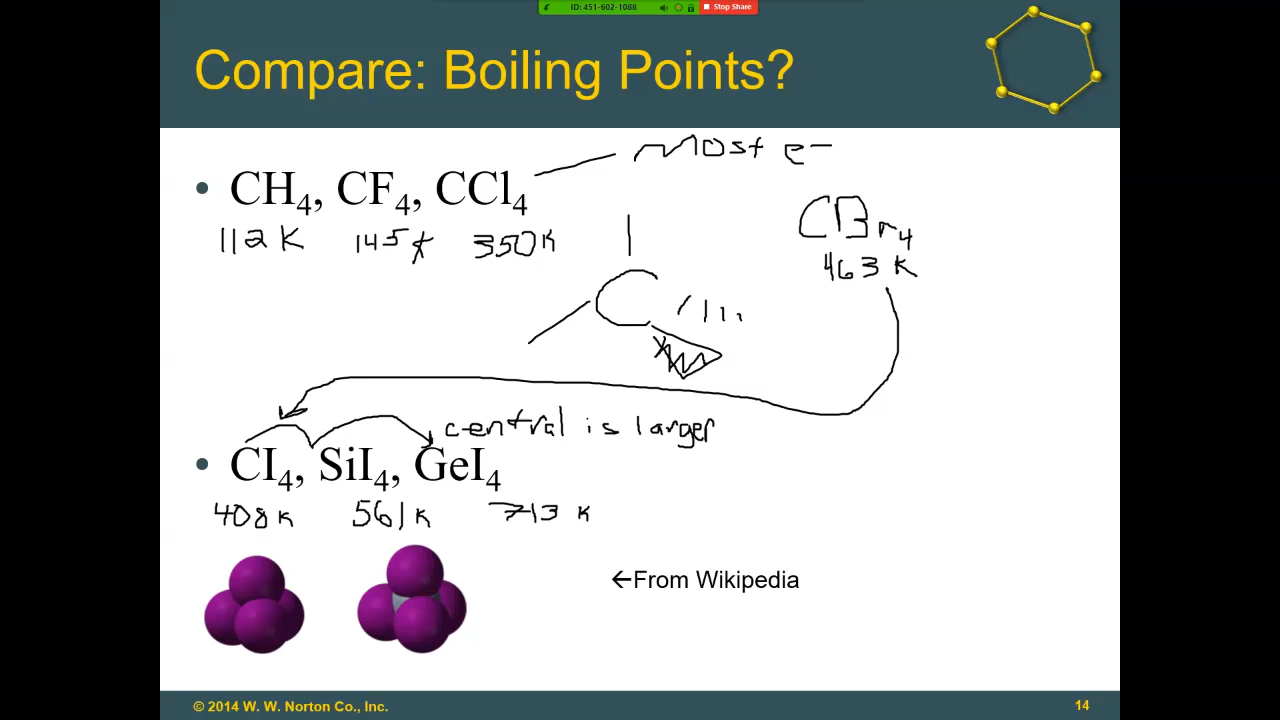 ID: 451-602-1088 Stop Share
Compare: Boiling Points?
most e-
• CH4, CF4, CCl4
112 K 145 K 350 K
CBr4
463 K
C
central is larger
• CI4, SiI4, GeI4
408 K 561 K 713 K
←From Wikipedia
© 2014 W. W. Norton Co., Inc.
14